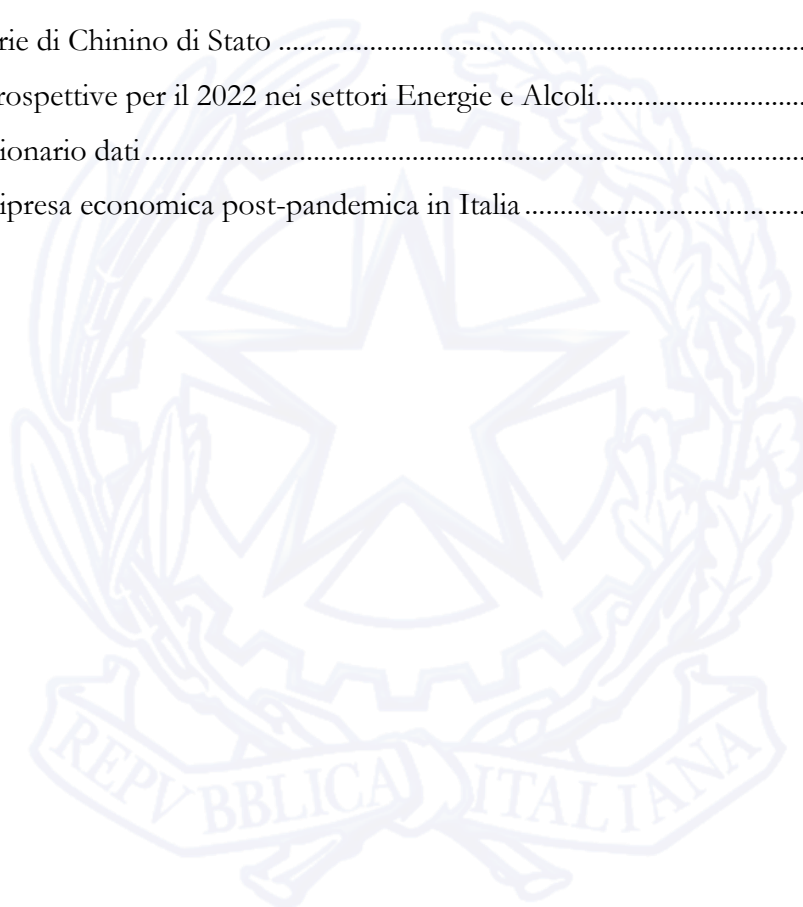 rie di Chinino di Stato ...........................................................................................................
rospettive per il 2022 nei settori Energie e Alcoli...........................................
ionario dati ......................................................................................................................................
ipresa economica post-pandemica in Italia .........................................................
REPVBBLICA ITALIANA